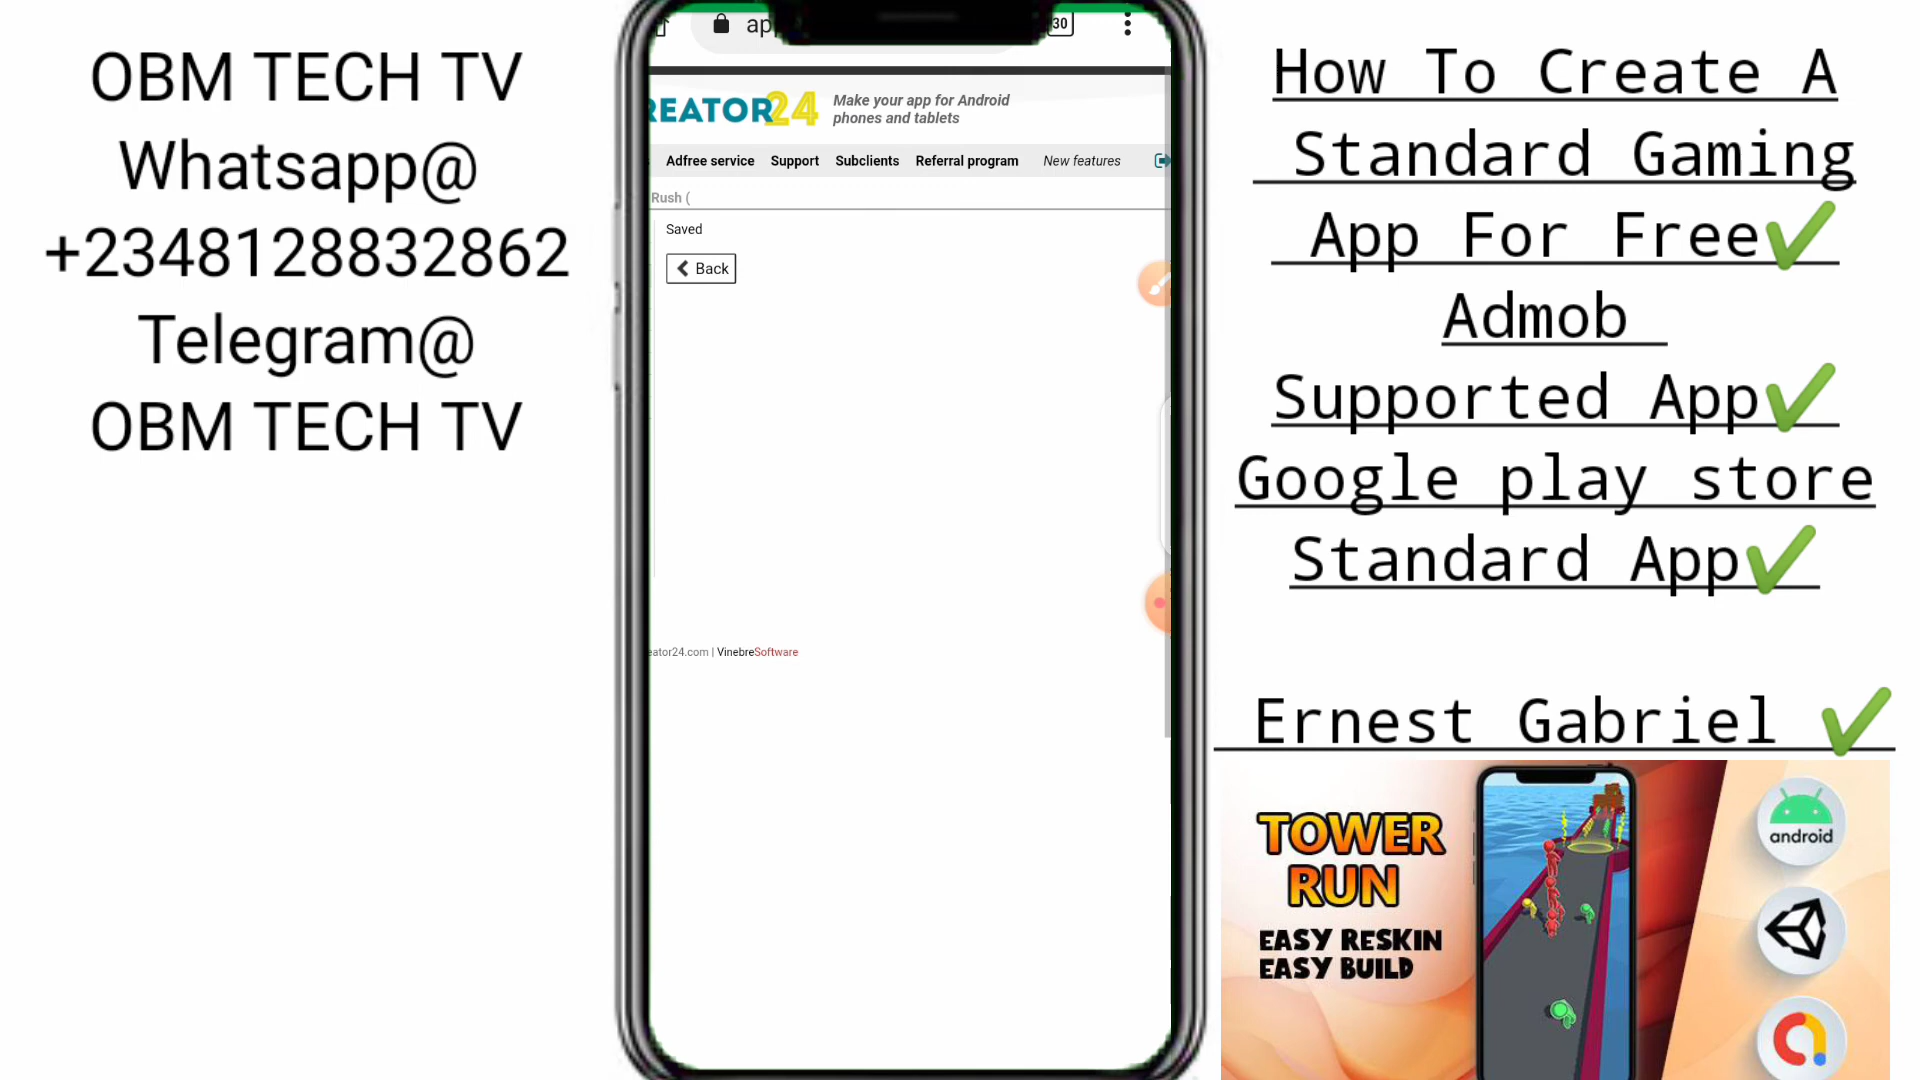 OBM TECH TV
Whatsapp@
+2348128832862
Telegram@
OBM TECH TV
30
REATOR24
Make your app for Android
phones and tablets
Adfree service Support Subclients Referral program New features
Rush (
Saved
Back
eator24.com | VinebreSoftware
How To Create A
Standard Gaming
App For Free✔
Admob
Supported App✔
Google play store
Standard App✔
Ernest Gabriel ✔
TOWER
RUN
EASY RESKIN
EASY BUILD
android